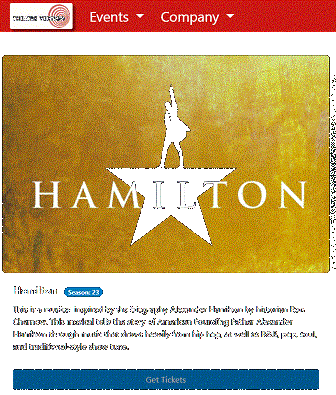 Events Company
HAMILTON
Hamilton Season: 23
This is a musical inspired by the biography Alexander Hamilton by historian Ron
Chernow. This musical tells the story of American Founding Father Alexander
Hamilton through music that draws heavily from hip hop, as well as R&B, pop, soul,
and traditional-style show tunes.
Get Tickets